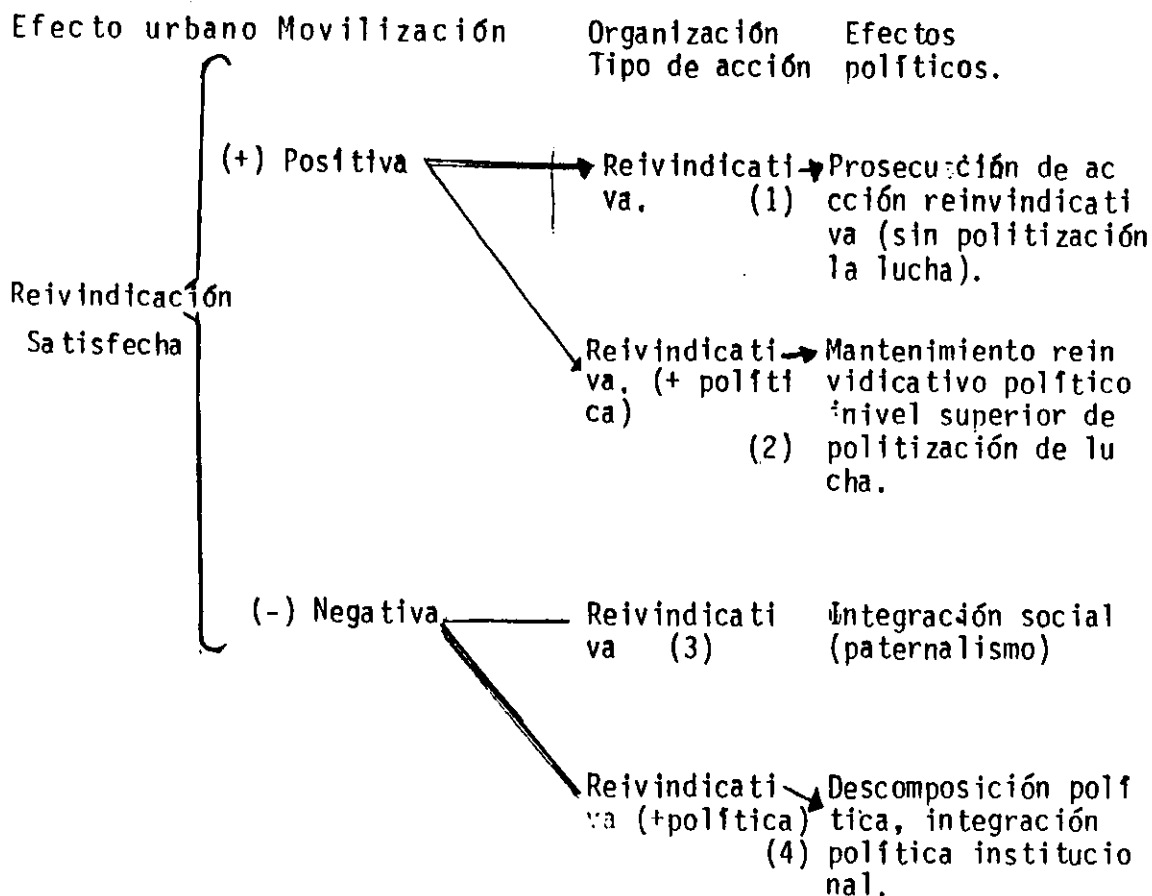 Efecto urbano Movilización Organización Efectos
Tipo de acción políticos.
(+) Positiva Reivindicati Prosecución de ac
va. (1) cción reinvindicati
va (sin politización
la lucha).
Reivindicación
Satisfecha
Reivindicati Mantenimiento rein
va. (+ políti vidicativo político
ca) nivel superior de
(2) politización de lu
cha.
(-) Negativa Reivindicati Integración social
va (3) (paternalismo)
Reivindicati Descomposición polí
va (+política) tica, integración
(4) política institucio
nal.